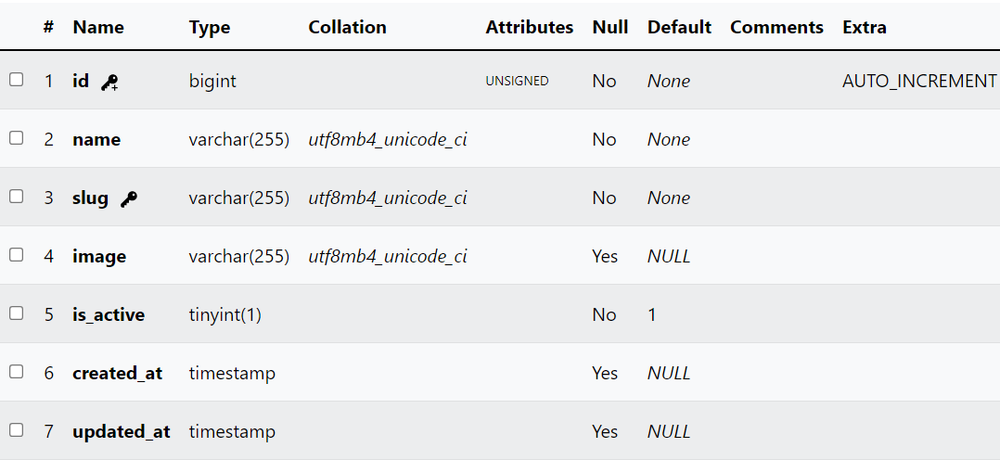 # Name Type Collation Attributes Null Default Comments Extra
1 id bigint UNSIGNED No None AUTO_INCREMENT
2 name varchar(255) utf8mb4_unicode_ci No None
3 slug varchar(255) utf8mb4_unicode_ci No None
4 image varchar(255) utf8mb4_unicode_ci Yes NULL
5 is_active tinyint(1) No 1
6 created_at timestamp Yes NULL
7 updated_at timestamp Yes NULL